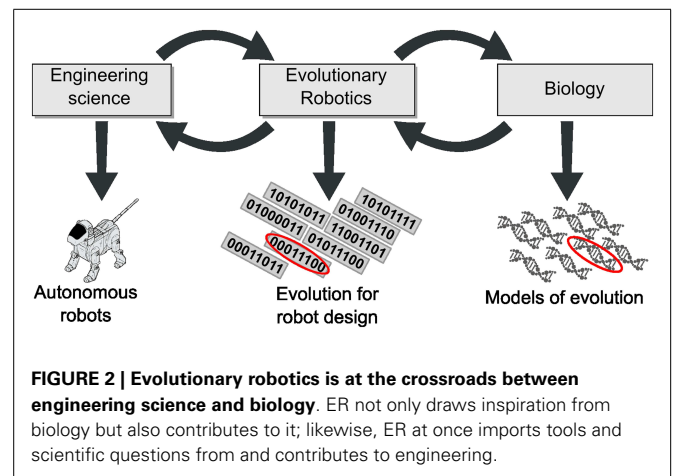 Engineering
science
Evolutionary
Robotics
Biology
10101011
10101111
01000011
01001110
11001101
00011100
01011100
00011011
Autonomous
robots
Evolution for
robot design
Models of evolution
FIGURE 2 | Evolutionary robotics is at the crossroads between
engineering science and biology. ER not only draws inspiration from
biology but also contributes to it; likewise, ER at once imports tools and
scientific questions from and contributes to engineering.